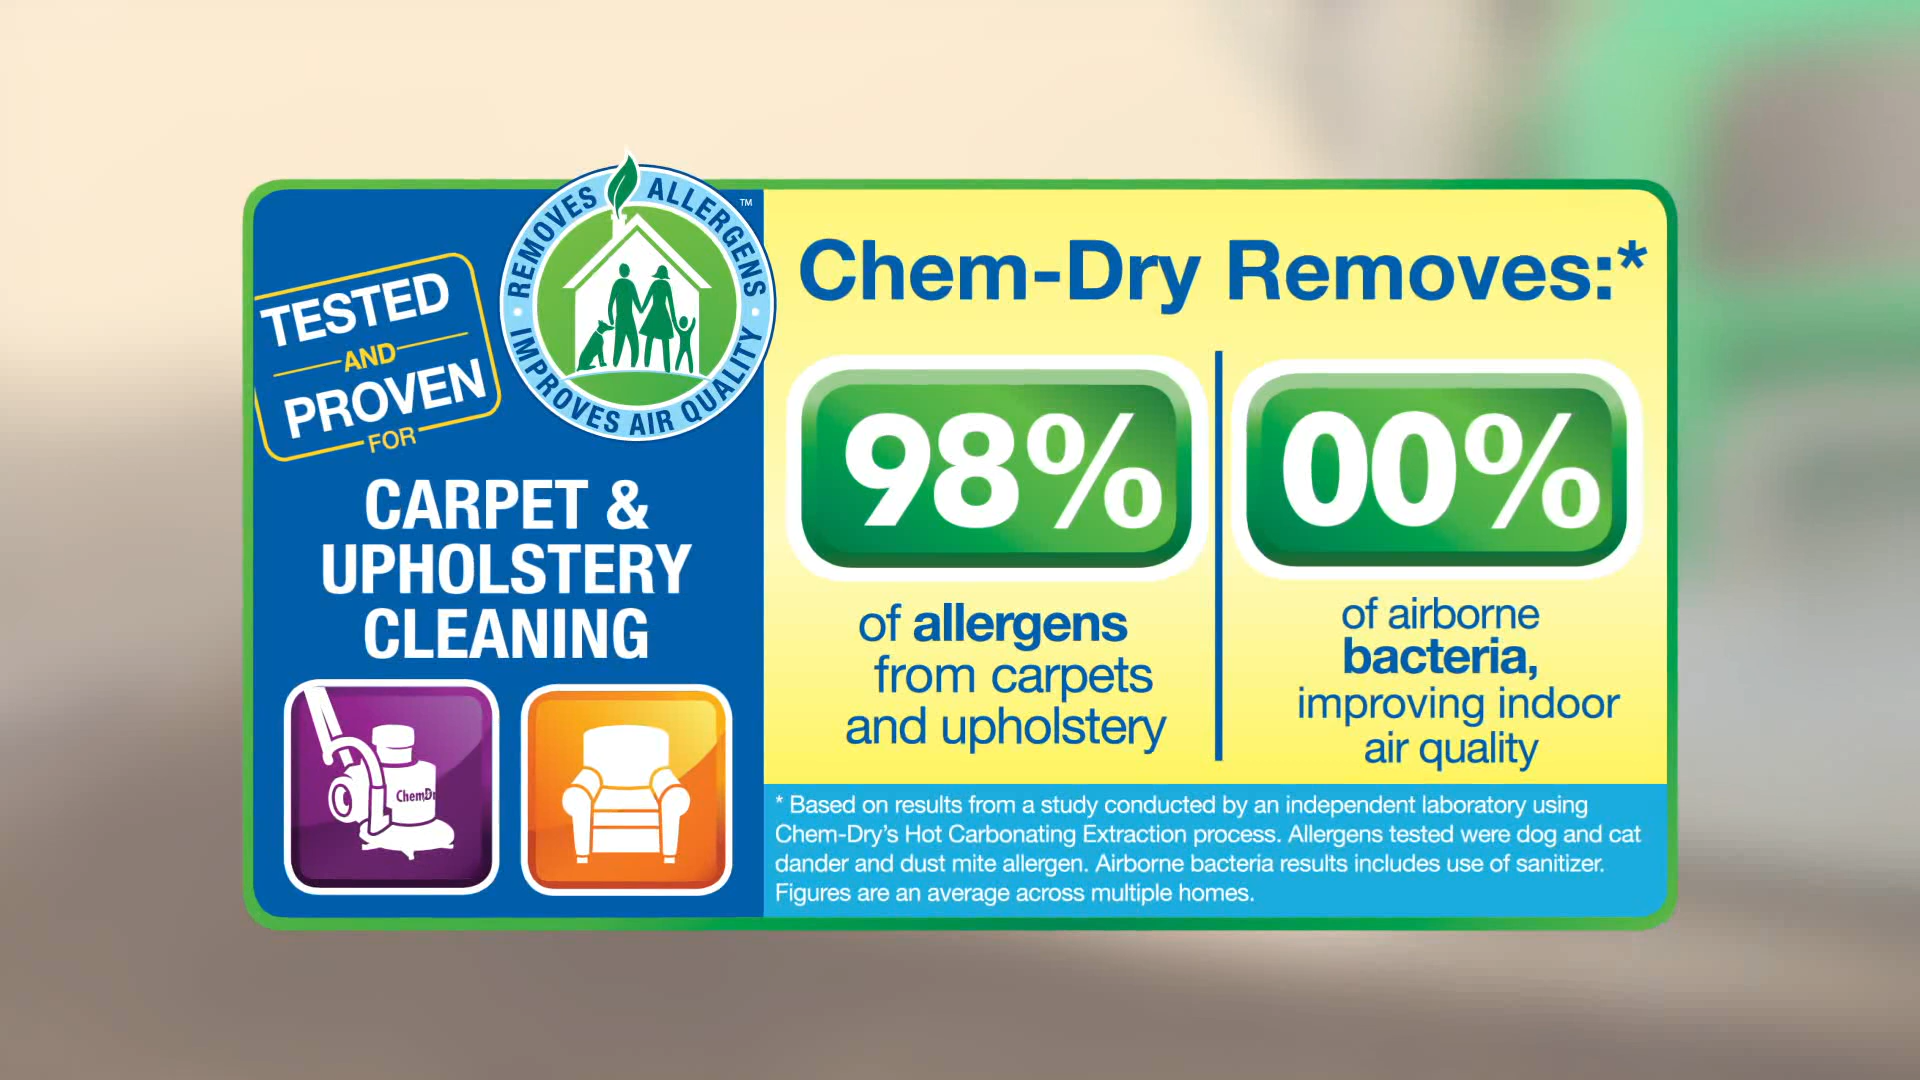 TESTED
AND
PROVEN
FOR
REMOVES ALLERGENS
IMPROVES AIR QUALITY
TM
CARPET &
UPHOLSTERY
CLEANING
ChemDr
Chem-Dry Removes:*
98%
of allergens
from carpets
and upholstery
00%
of airborne
bacteria,
improving indoor
air quality
* Based on results from a study conducted by an independent laboratory using
Chem-Dry's Hot Carbonating Extraction process. Allergens tested were dog and cat
dander and dust mite allergen. Airborne bacteria results includes use of sanitizer.
Figures are an average across multiple homes.